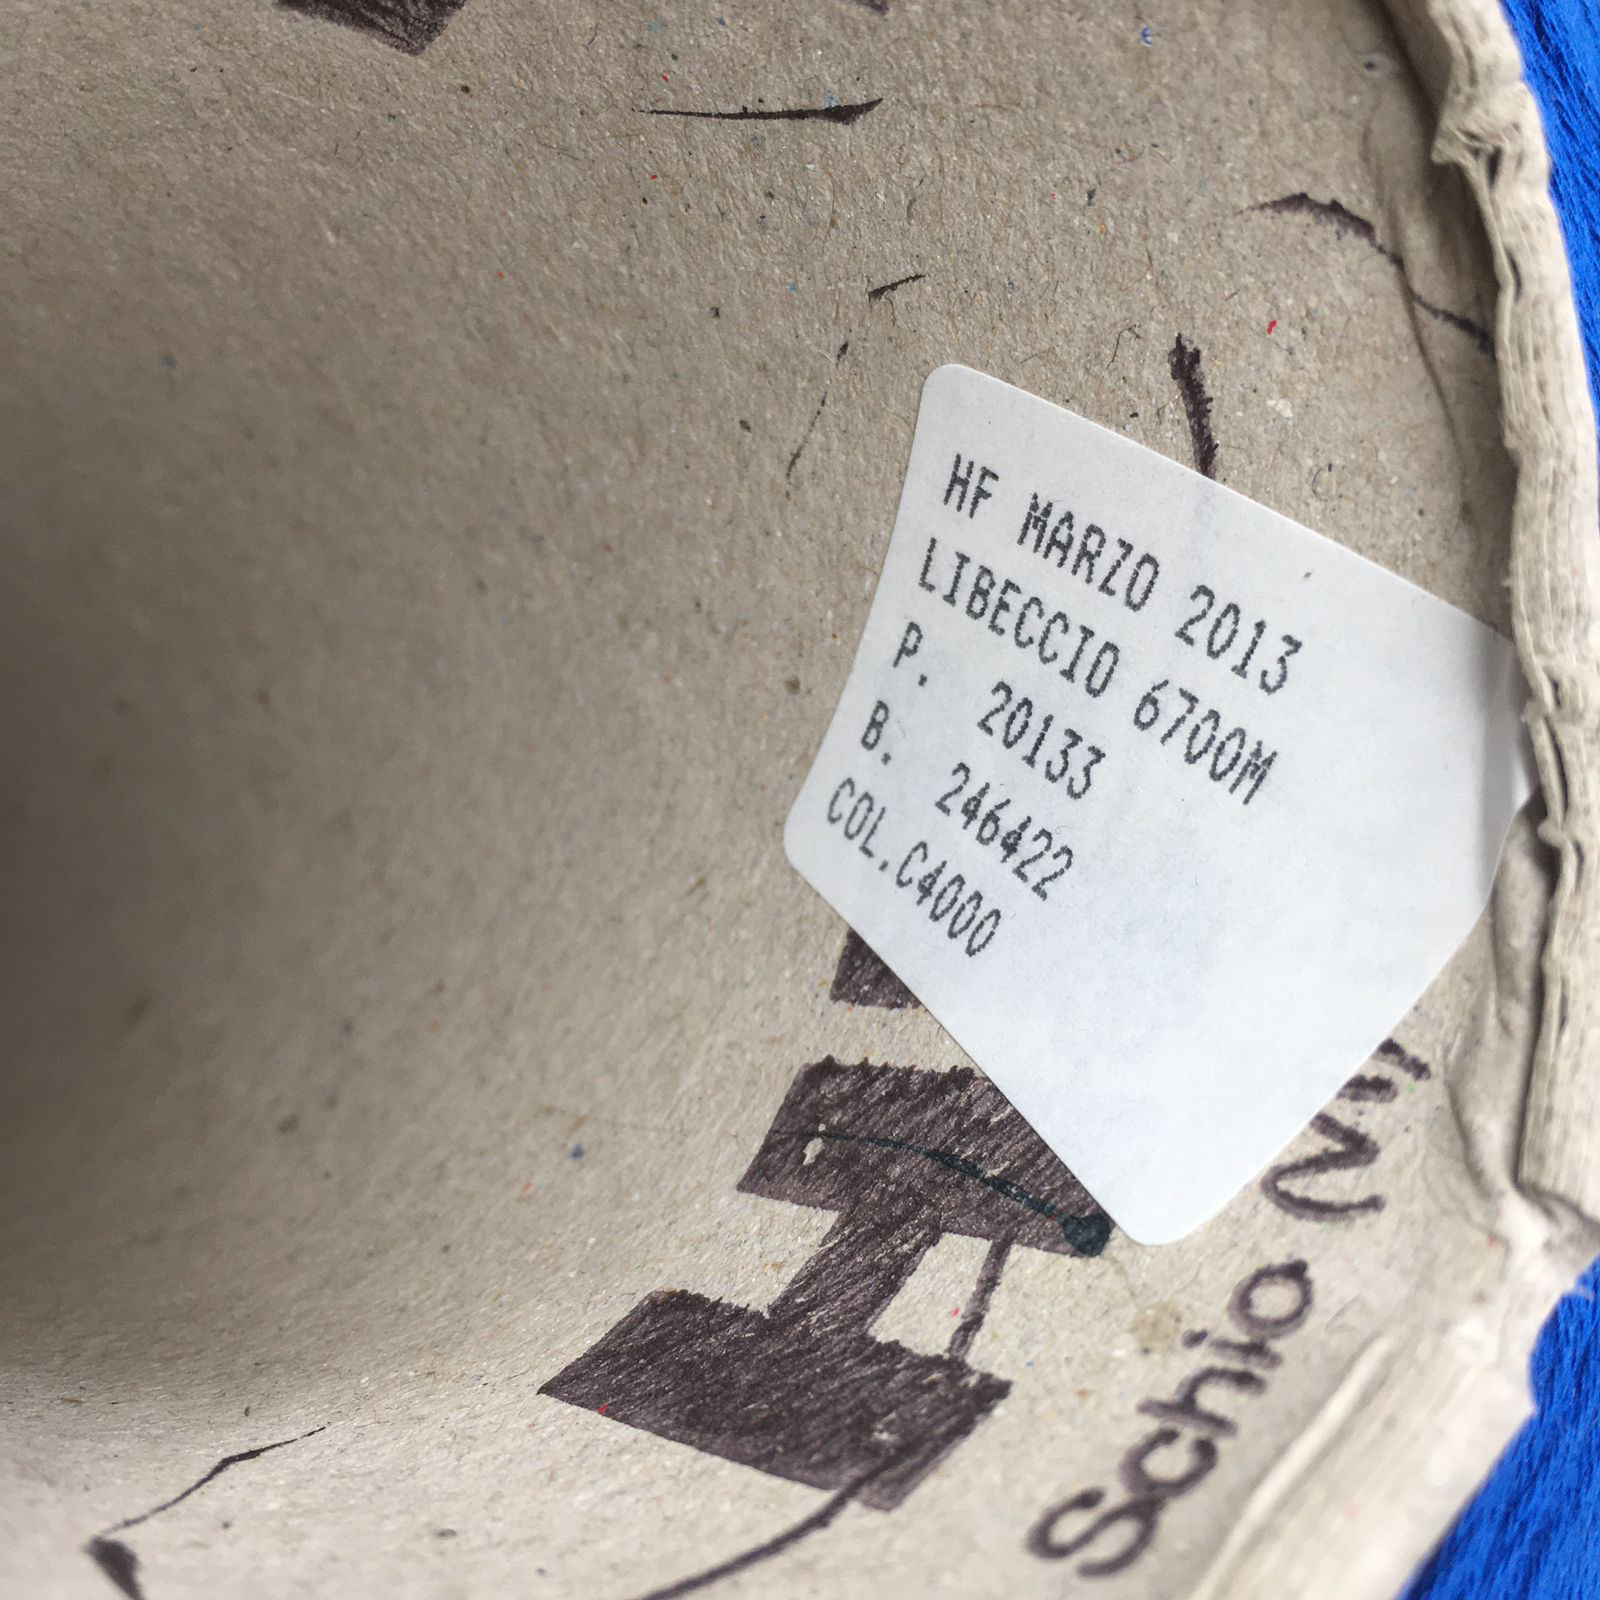 HF MARZO 2013
LIBECCIO 6700M
P. 20133
B. 246422
COL.C4000
Schio